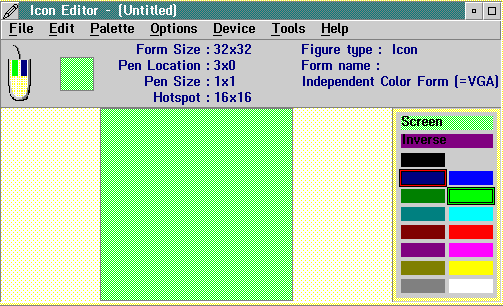 Icon Editor - (Untitled)
File Edit Palette Options Device Tools Help
Form Size : 32x32 Figure type : Icon
Pen Location : 3x0 Form name :
Pen Size : 1x1 Independent Color Form (=VGA)
Hotspot : 16x16
Screen
Inverse